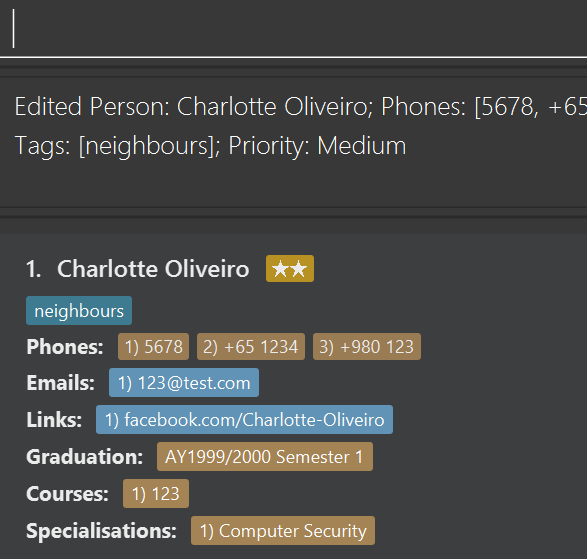 Edited Person: Charlotte Oliveiro; Phones: [5678, +65
Tags: [neighbours]; Priority: Medium
1. Charlotte Oliveiro ★★
neighbours
Phones: 1) 5678 2) +65 1234 3) +980 123
Emails: 1) 123@test.com
Links: 1) facebook.com/Charlotte-Oliveiro
Graduation: AY1999/2000 Semester 1
Courses: 1) 123
Specialisations: 1) Computer Security